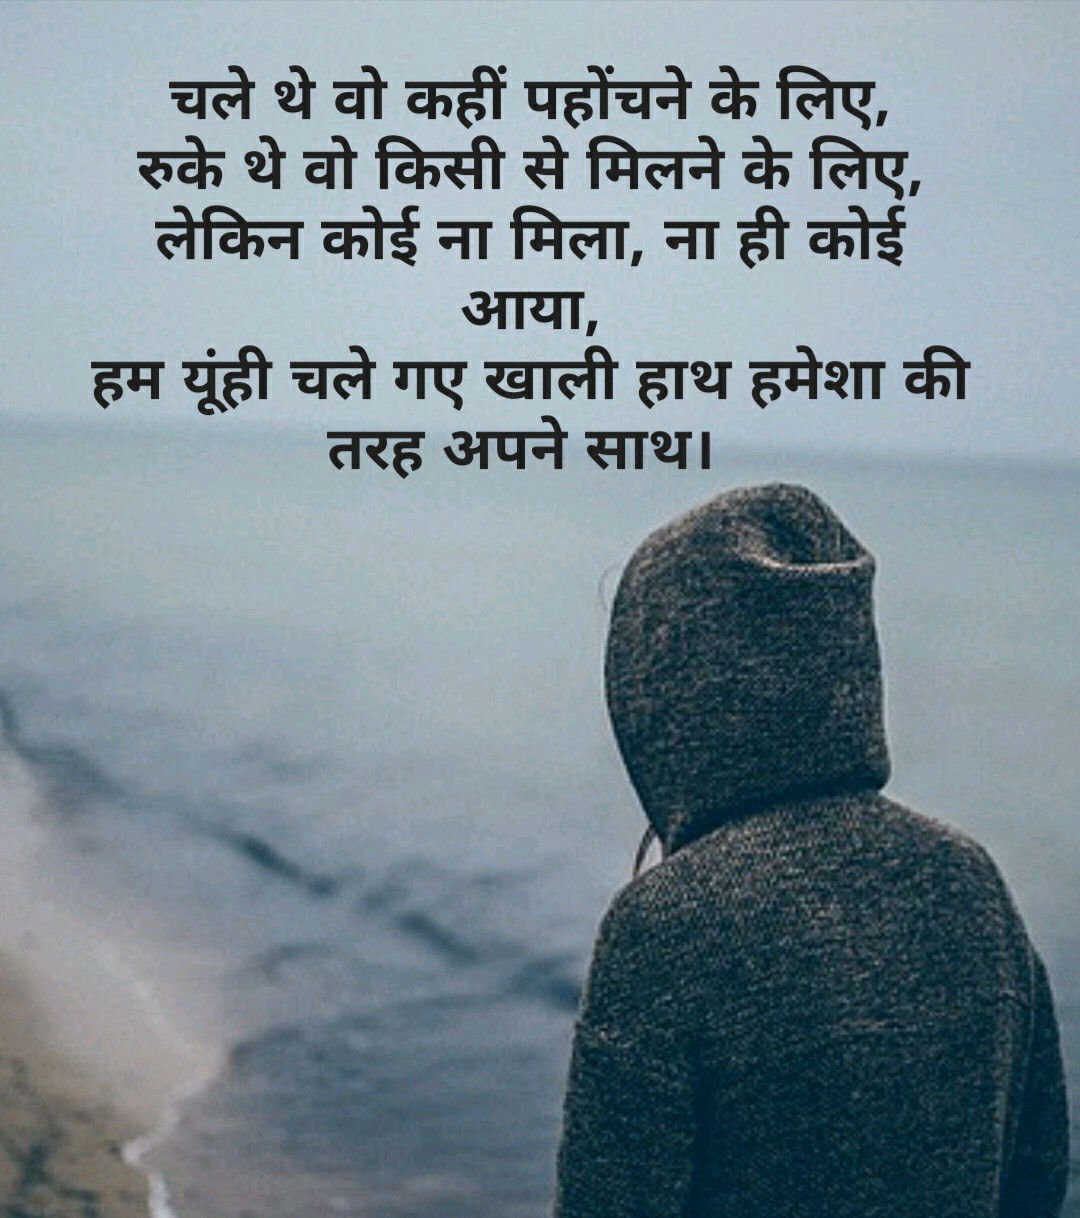 चले थे वो कहीं पहोंचने के लिए,
रुके थे वो किसी से मिलने के लिए,
लेकिन कोई ना मिला, ना ही कोई
आया,
हम यूंही चले गए खाली हाथ हमेशा की
तरह अपने साथ।